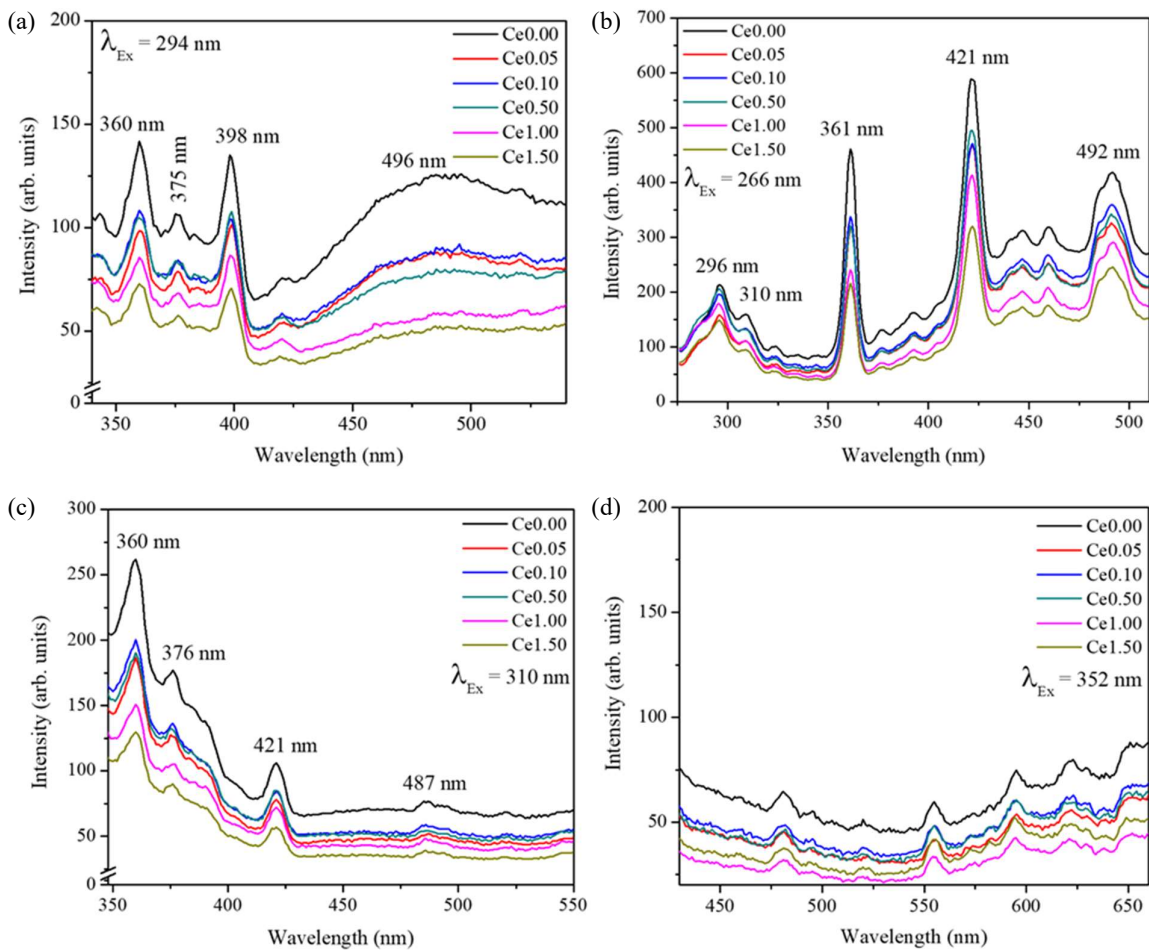 (a)
λEx = 294 nm
Ce0.00
Ce0.05
Ce0.10
Ce0.50
Ce1.00
Ce1.50
360 nm
375 nm
398 nm
496 nm
200
150
100
50
0
Intensity (arb. units)
350
400
450
500
Wavelength (nm)
(b)
Ce0.00
Ce0.05
Ce0.10
Ce0.50
Ce1.00
Ce1.50
λEx = 266 nm
421 nm
361 nm
492 nm
296 nm
310 nm
700
600
500
400
300
200
100
0
Intensity (arb. units)
300
350
400
450
500
Wavelength (nm)
(c)
360 nm
376 nm
421 nm
487 nm
Ce0.00
Ce0.05
Ce0.10
Ce0.50
Ce1.00
Ce1.50
λEx = 310 nm
300
250
200
150
100
50
0
Intensity (arb. units)
350
400
450
500
550
Wavelength (nm)
(d)
Ce0.00
Ce0.05
Ce0.10
Ce0.50
Ce1.00
Ce1.50
λEx = 352 nm
200
150
100
50
Intensity (arb. units)
450
500
550
600
650
Wavelength (nm)